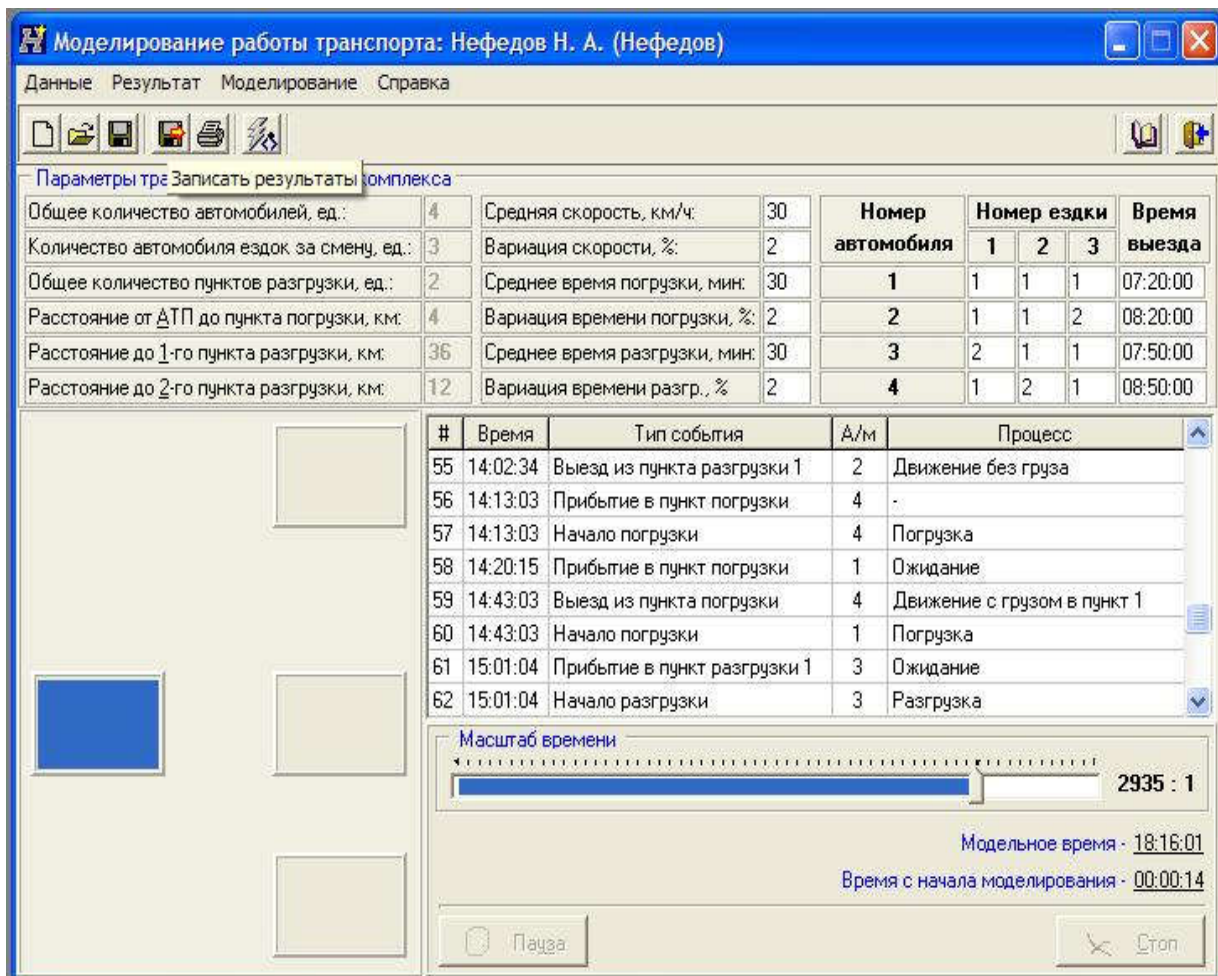 Моделирование работы транспорта: Нефедов Н. А. (Нефедов)
Данные Результат Моделирование Справка
Параметры тра Записать результаты комплекса
Общее количество автомобилей, ед.: 4
Количество автомобиля ездок за смену, ед.: 3
Общее количество пунктов разгрузки, ед.: 2
Расстояние от АТП до пункта погрузки, км: 4
Расстояние до 1-го пункта разгрузки, км: 36
Расстояние до 2-го пункта разгрузки, км: 12
Средняя скорость, км/ч: 30
Вариация скорости, %: 2
Среднее время погрузки, мин: 30
Вариация времени погрузки, %: 2
Среднее время разгрузки, мин: 30
Вариация времени разгр., % 2
Номер автомобиля Номер ездки Время выезда
1 2 3
1 1 1 1 07:20:00
2 1 1 2 08:20:00
3 2 1 1 07:50:00
4 1 2 1 08:50:00
# Время Тип события А/м Процесс
55 14:02:34 Выезд из пункта разгрузки 1 2 Движение без груза
56 14:13:03 Прибытие в пункт погрузки 4 -
57 14:13:03 Начало погрузки 4 Погрузка
58 14:20:15 Прибытие в пункт погрузки 1 Ожидание
59 14:43:03 Выезд из пункта погрузки 4 Движение с грузом в пункт 1
60 14:43:03 Начало погрузки 1 Погрузка
61 15:01:04 Прибытие в пункт разгрузки 1 3 Ожидание
62 15:01:04 Начало разгрузки 3 Разгрузка
Масштаб времени
2935 : 1
Модельное время - 18:16:01
Время с начала моделирования - 00:00:14
Пауза Стоп